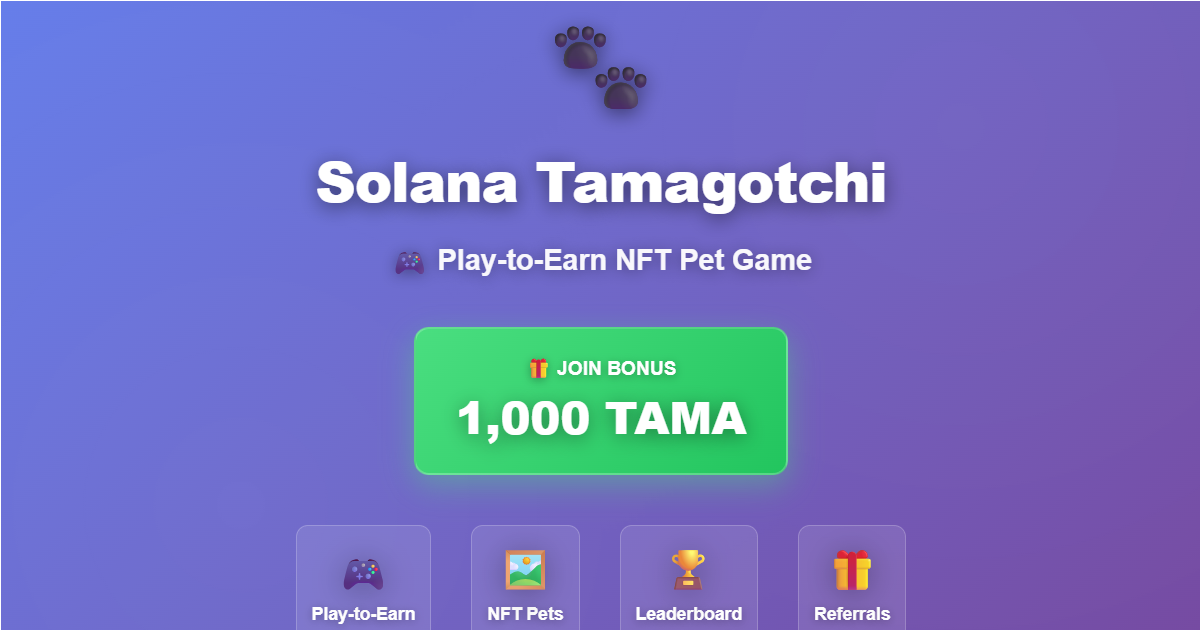 Solana Tamagotchi
Play-to-Earn NFT Pet Game
JOIN BONUS
1,000 TAMA
Play-to-Earn
NFT Pets
Leaderboard
Referrals